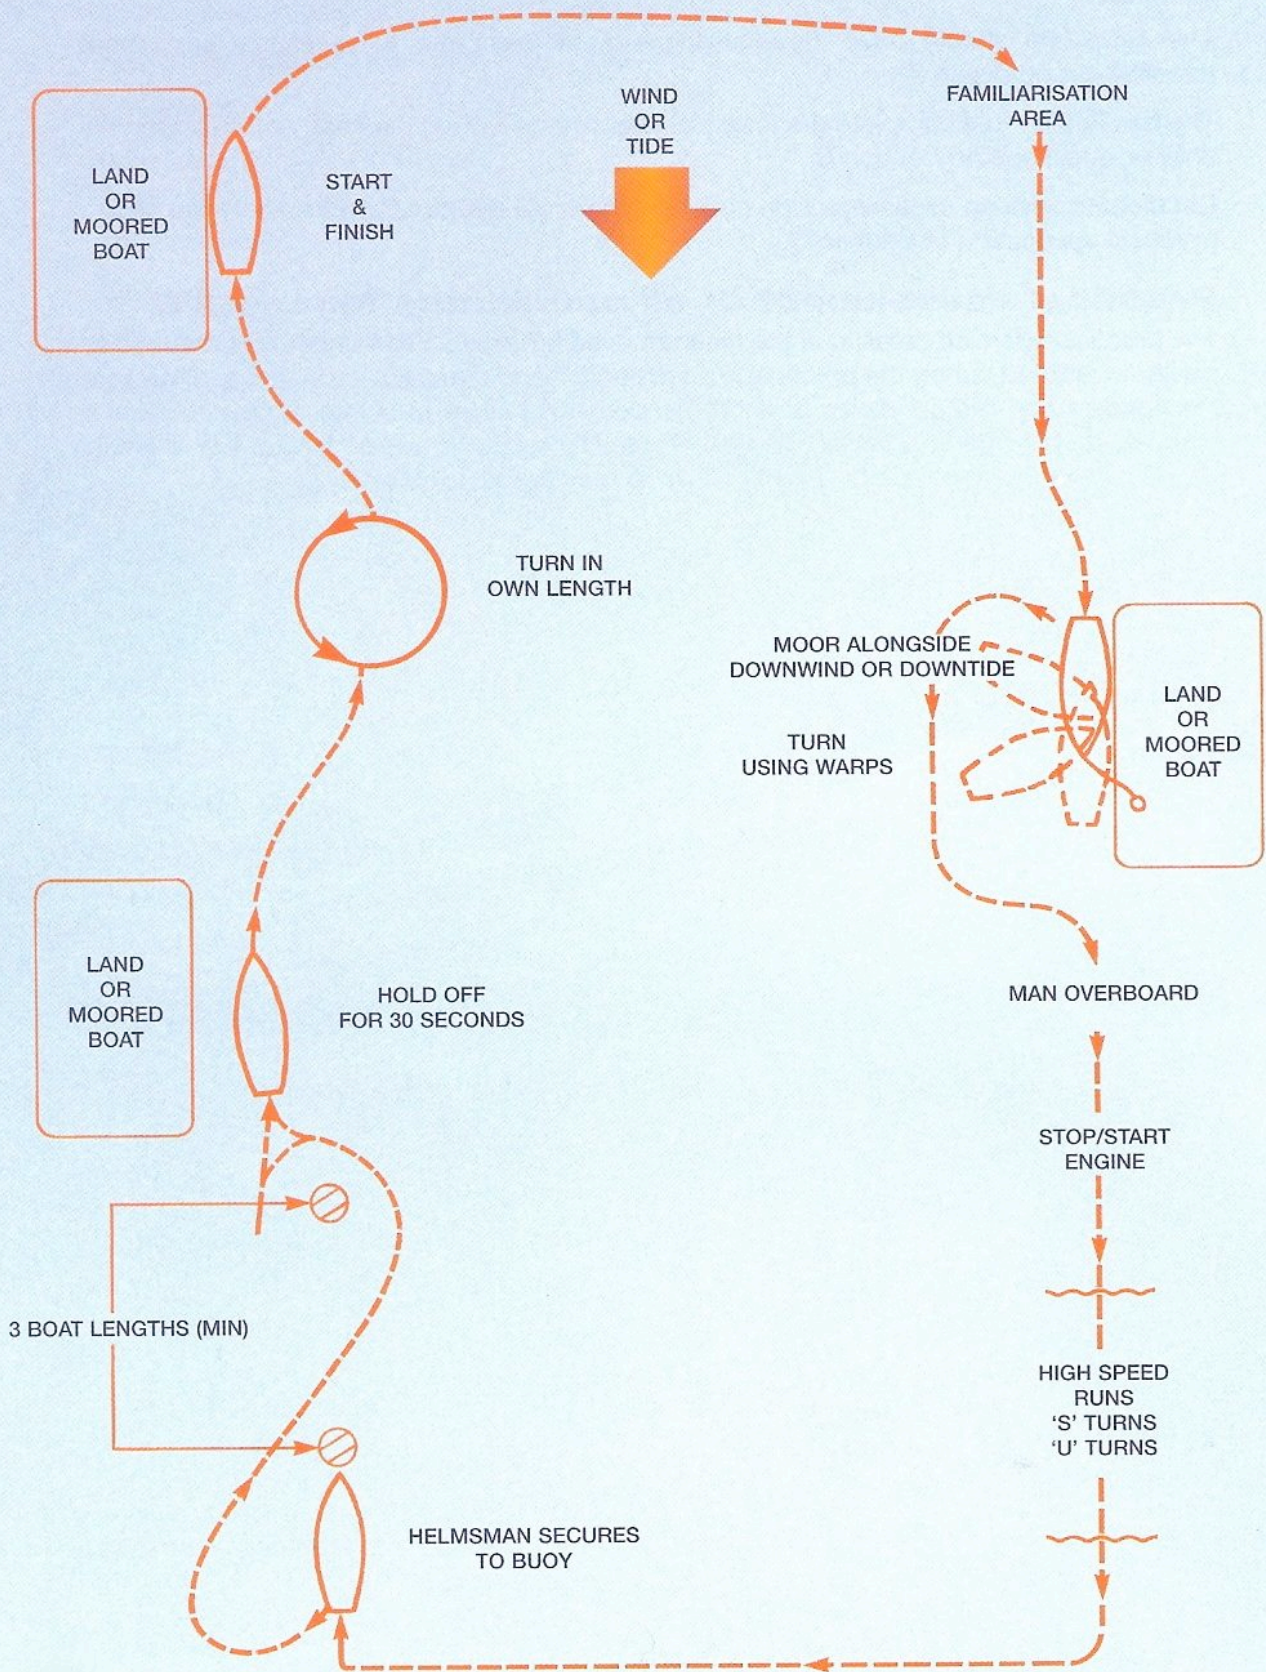 WIND
OR
TIDE
FAMILIARISATION
AREA
LAND
OR
MOORED
BOAT
START
&
FINISH
TURN IN
OWN LENGTH
MOOR ALONGSIDE
DOWNWIND OR DOWNTIDE
TURN
USING WARPS
LAND
OR
MOORED
BOAT
LAND
OR
MOORED
BOAT
HOLD OFF
FOR 30 SECONDS
MAN OVERBOARD
STOP/START
ENGINE
3 BOAT LENGTHS (MIN)
HIGH SPEED
RUNS
‘S’ TURNS
‘U’ TURNS
HELMSMAN SECURES
TO BUOY